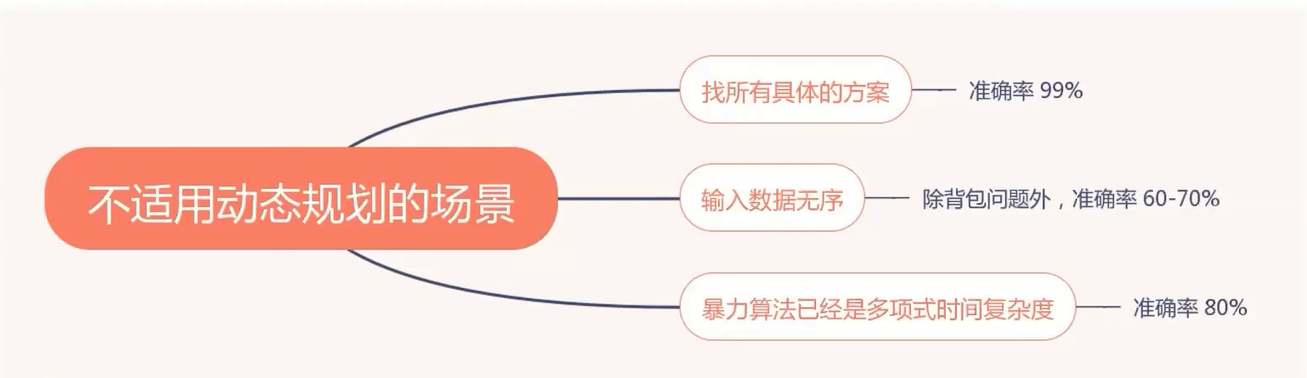 找所有具体的方案
准确率 99%
不适用动态规划的场景
输入数据无序
除背包问题外，准确率 60-70%
暴力算法已经是多项式时间复杂度
准确率 80%